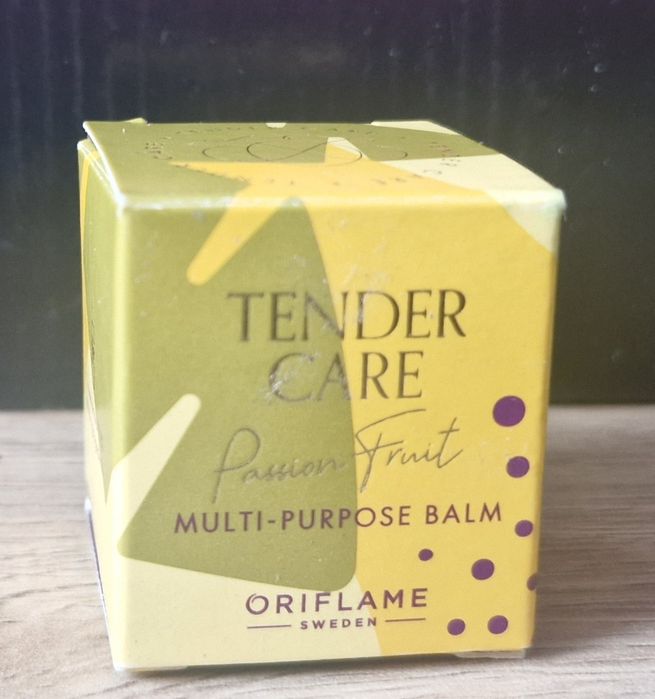 TENDER
CARE
Passion Fruit
MULTI-PURPOSE BALM
ORIFLAME
SWEDEN